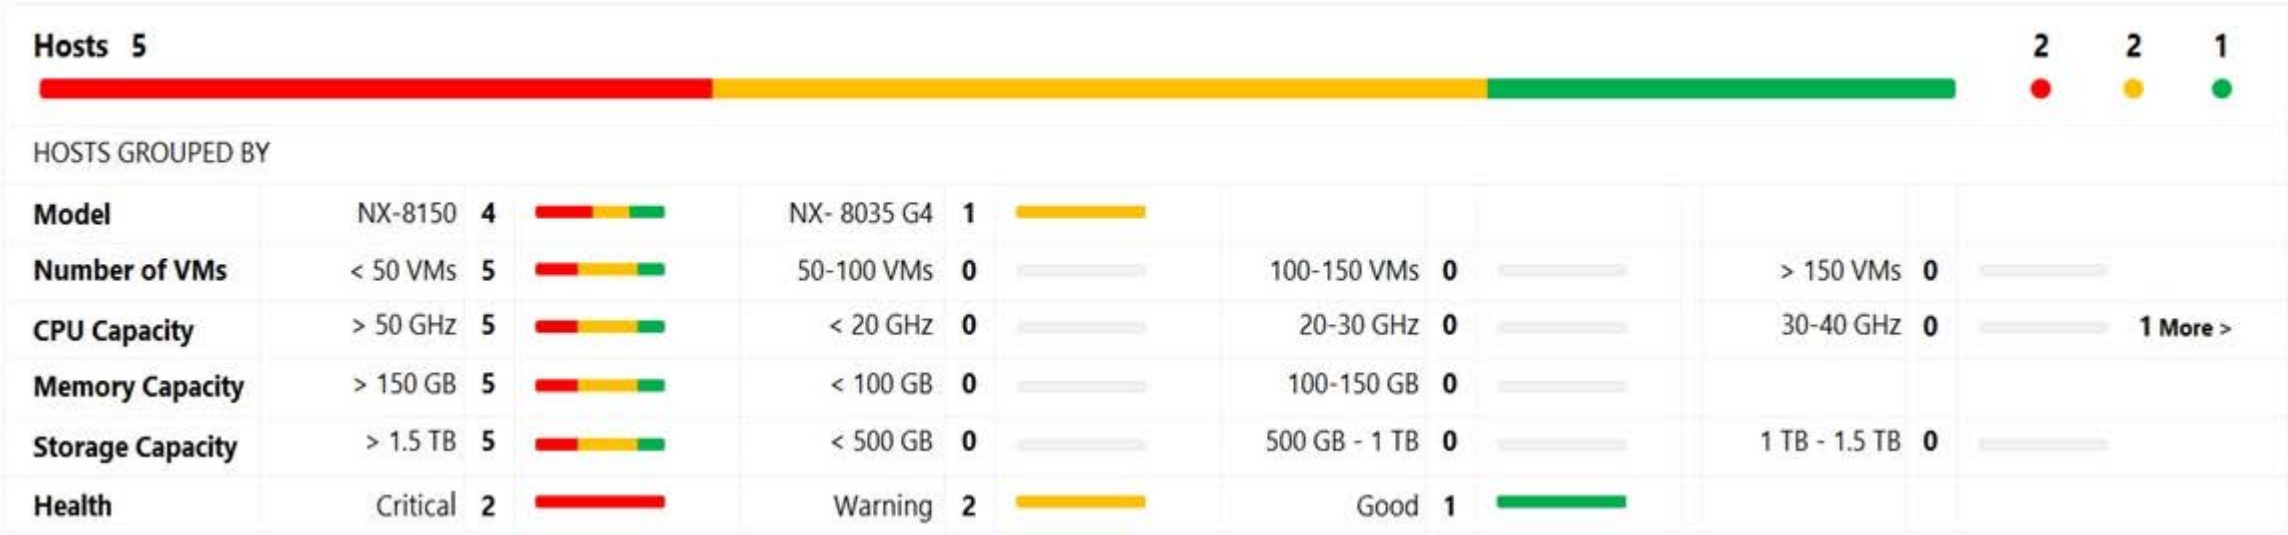 Hosts 5 2 2 1
HOSTS GROUPED BY
Model NX-8150 4 NX- 8035 G4 1
Number of VMs < 50 VMs 5 50-100 VMs 0 100-150 VMs 0 > 150 VMs 0
CPU Capacity > 50 GHz 5 < 20 GHz 0 20-30 GHz 0 30-40 GHz 0 1 More >
Memory Capacity > 150 GB 5 < 100 GB 0 100-150 GB 0
Storage Capacity > 1.5 TB 5 < 500 GB 0 500 GB - 1 TB 0 1 TB - 1.5 TB 0
Health Critical 2 Warning 2 Good 1